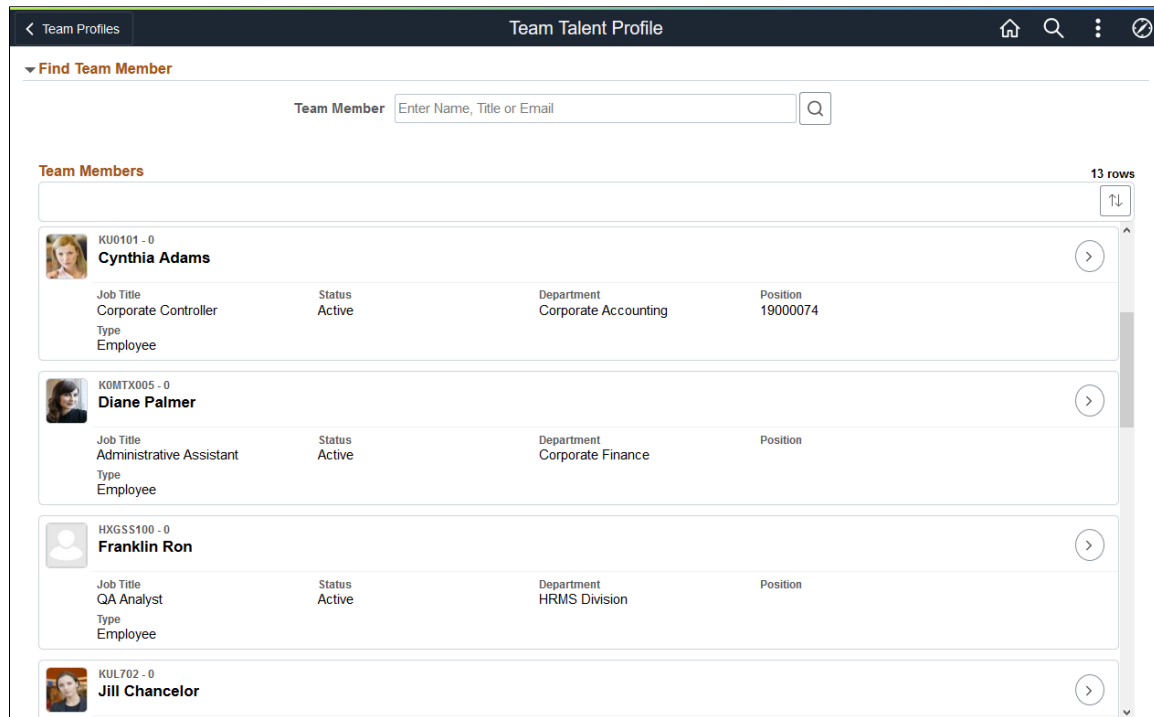 Team Profiles
Team Talent Profile
Find Team Member
Team Member Enter Name, Title or Email
Team Members
13 rows
KU0101 - 0
Cynthia Adams
Job Title Status Department Position
Corporate Controller Active Corporate Accounting 19000074
Type
Employee
K0MTX005 - 0
Diane Palmer
Job Title Status Department Position
Administrative Assistant Active Corporate Finance
Type
Employee
HXGSS100 - 0
Franklin Ron
Job Title Status Department Position
QA Analyst Active HRMS Division
Type
Employee
KUL702 - 0
Jill Chancelor